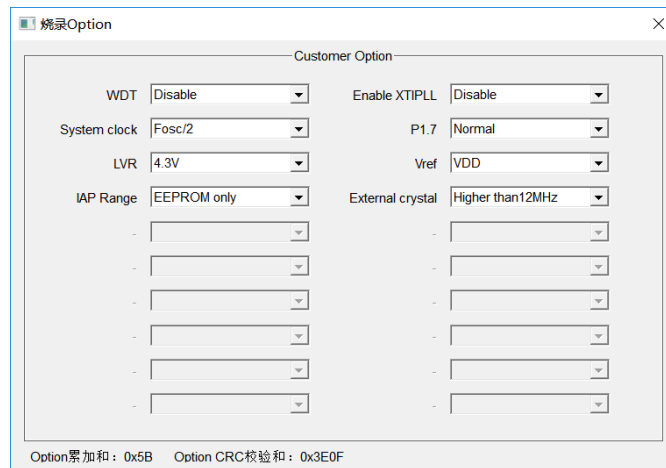 烧录Option
Customer Option
WDT Disable Enable XTIPLL Disable
System clock Fosc/2 P1.7 Normal
LVR 4.3V Vref VDD
IAP Range EEPROM only External crystal Higher than12MHz
- -
- -
- -
- -
- -
- -
Option累加和：0x5B Option CRC校验和：0x3E0F